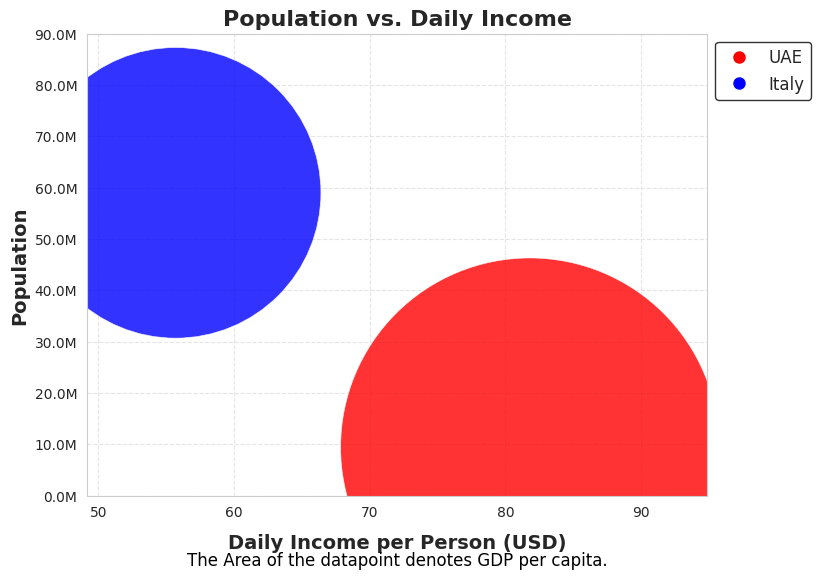 Population vs. Daily Income
90.0M
80.0M
70.0M
60.0M
50.0M
40.0M
30.0M
20.0M
10.0M
0.0M
Population
50 60 70 80 90
Daily Income per Person (USD)
The Area of the datapoint denotes GDP per capita.
UAE
Italy